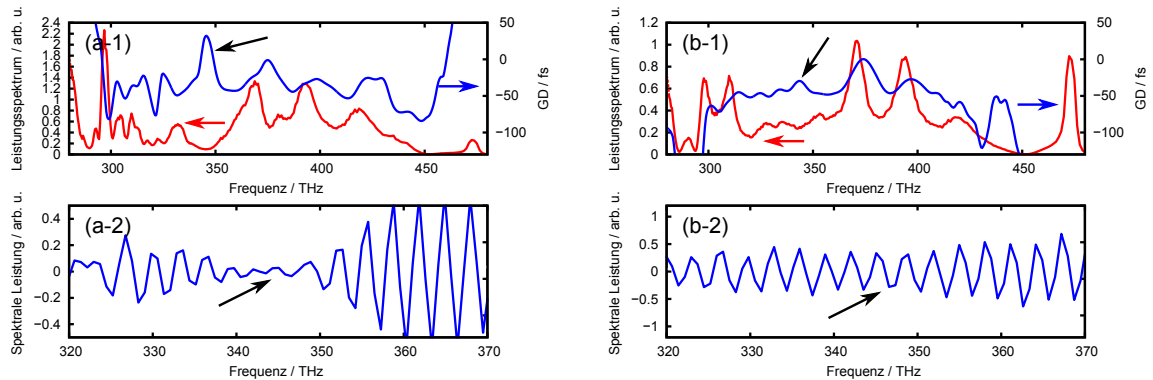 (a-1)
Leistungsspektrum / arb. u.
2.4
2.2
2
1.8
1.6
1.4
1.2
1
0.8
0.6
0.4
0.2
0
50
0
−50
−100
GD / fs
300 350 400 450
Frequenz / THz
(b-1)
Leistungsspektrum / arb. u.
1.2
1
0.8
0.6
0.4
0.2
0
50
0
−50
−100
GD / fs
300 350 400 450
Frequenz / THz
(a-2)
Spektrale Leistung / arb. u.
0.4
0.2
0
−0.2
−0.4
320 330 340 350 360 370
Frequenz / THz
(b-2)
Spektrale Leistung / arb. u.
1
0.5
0
−0.5
−1
320 330 340 350 360 370
Frequenz / THz